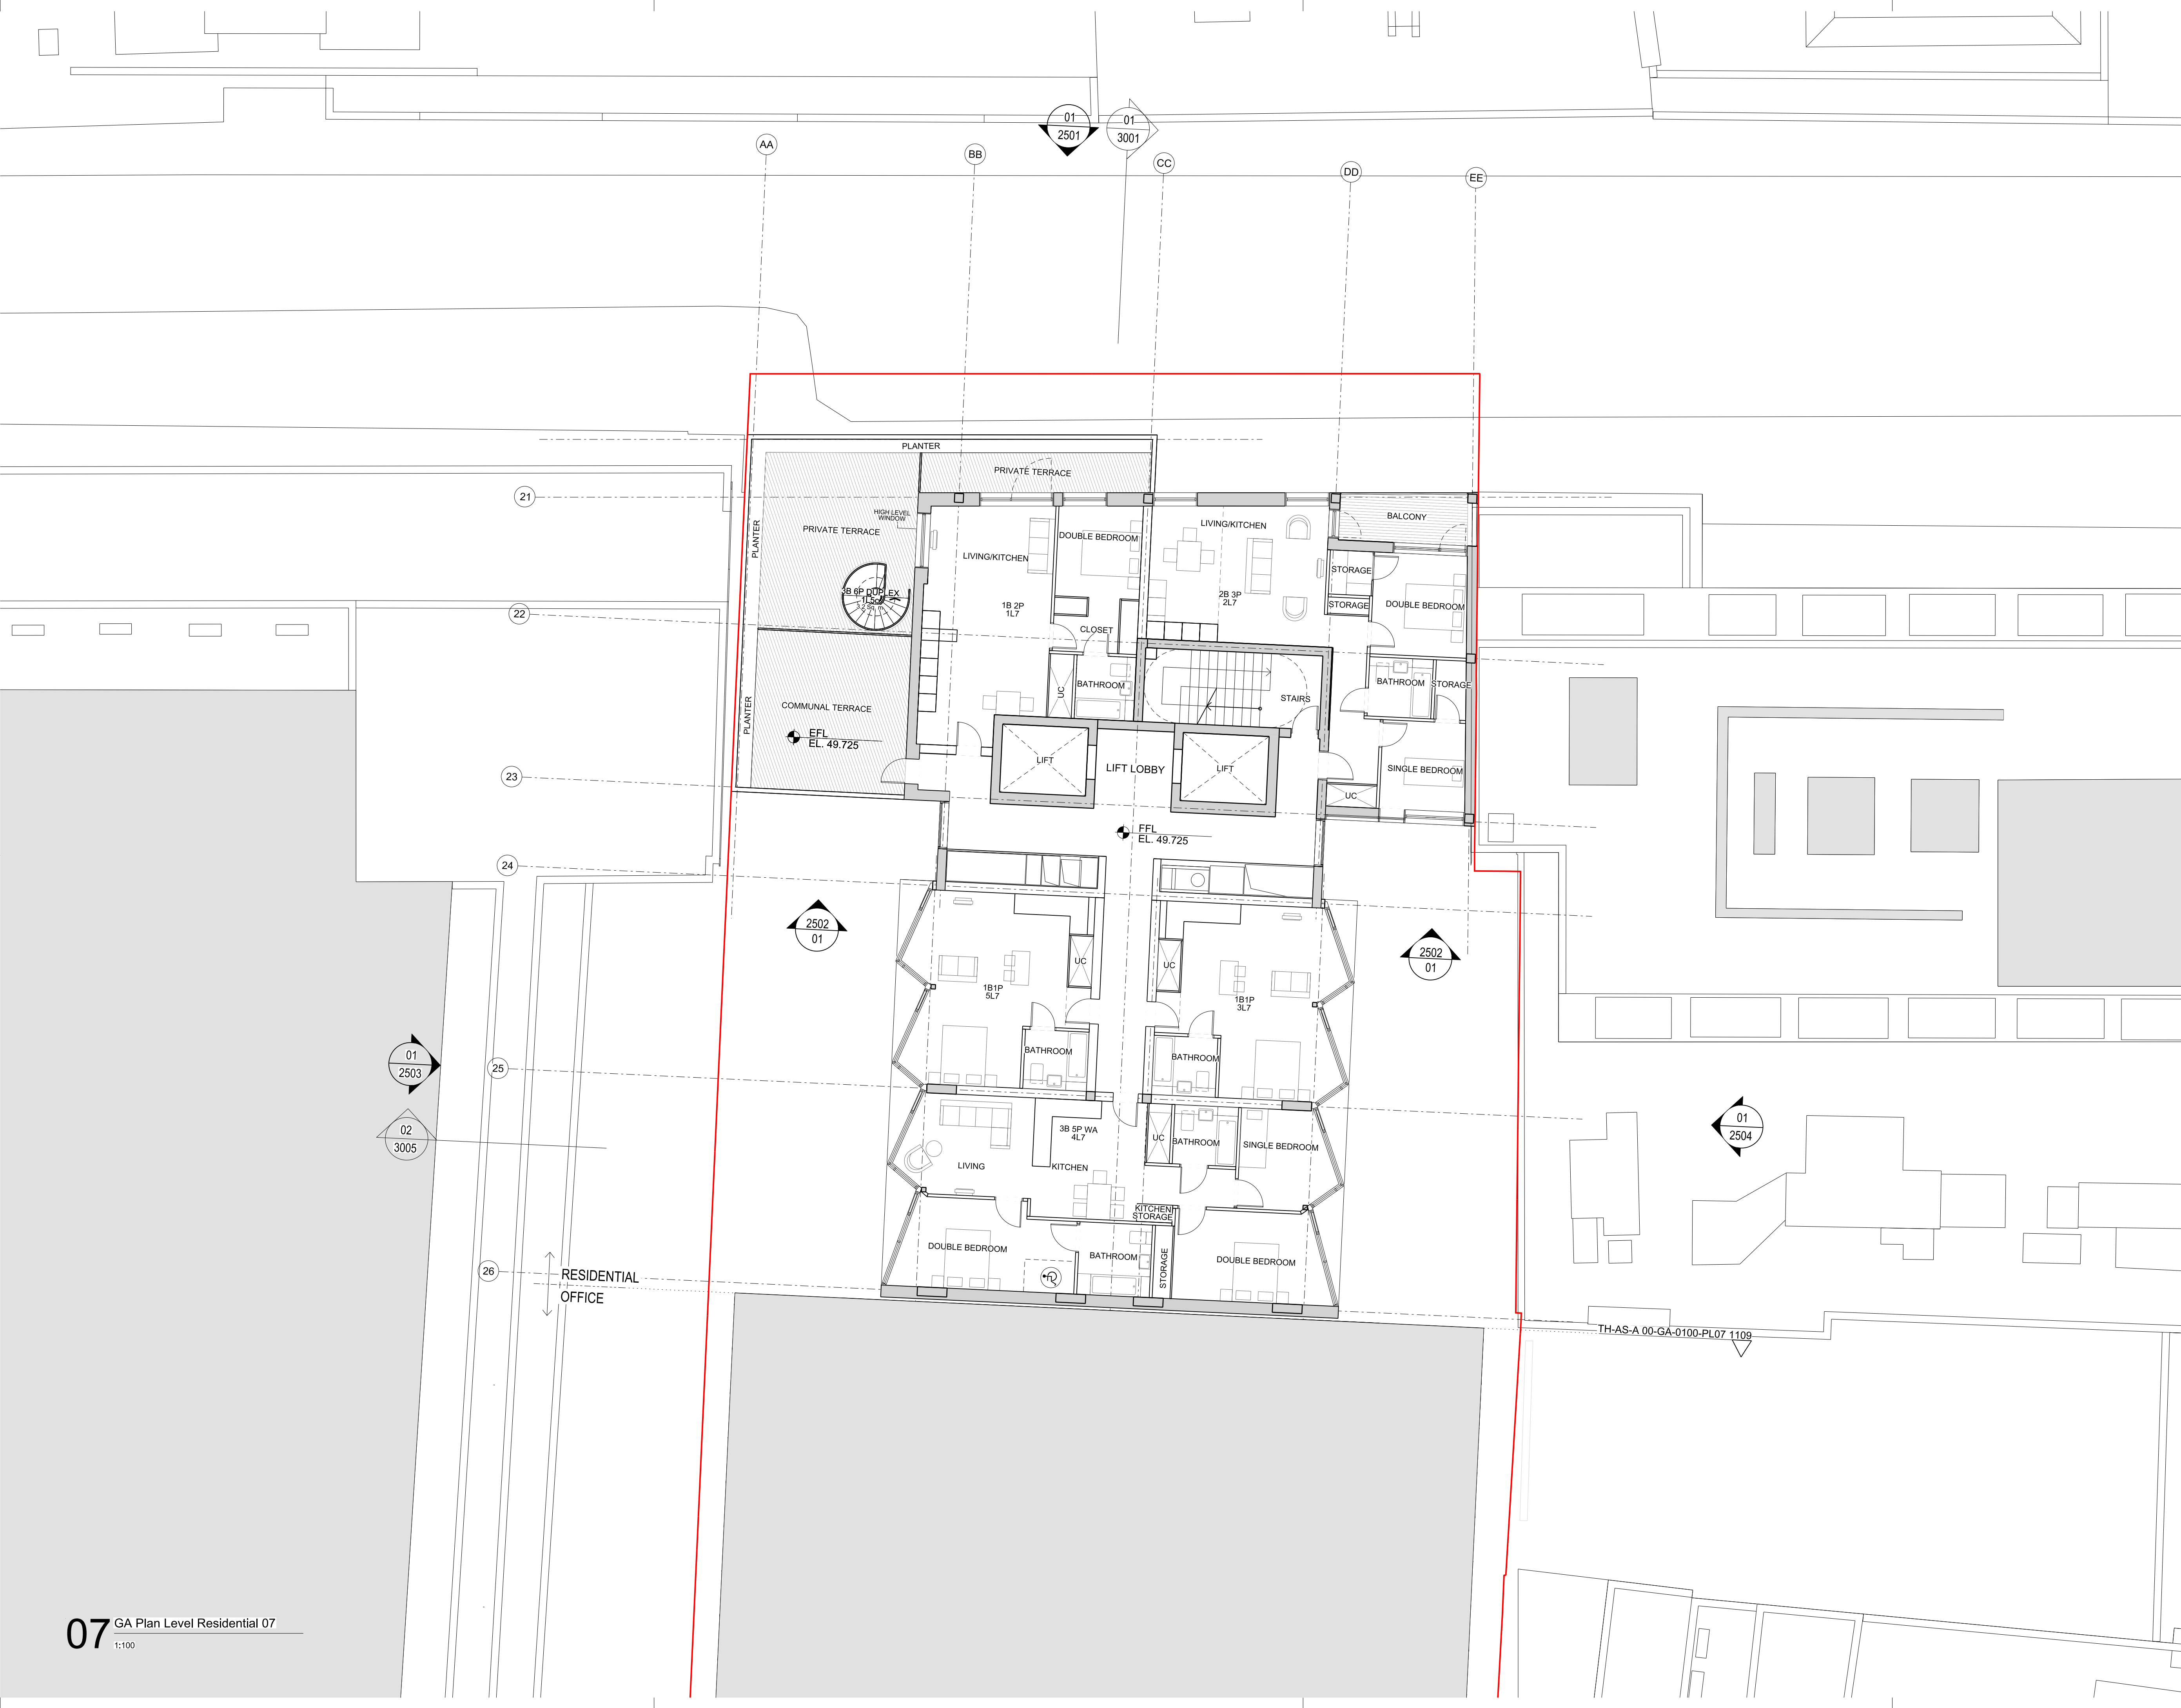 01
2501
01
3001
AA
BB
CC
DD
EE
PLANTER
PRIVATE TERRACE
21
HIGH LEVEL
WINDOW
PRIVATE TERRACE
PLANTER
LIVING/KITCHEN
DOUBLE BEDROOM
LIVING/KITCHEN
BALCONY
STORAGE
3B 6P DUPLEX
1B 2P
1L7
2B 3P
2L7
STORAGE
DOUBLE BEDROOM
22
CLOSET
PLANTER
COMMUNAL TERRACE
UC
BATHROOM
STAIRS
BATHROOM
STORAGE
EFL
EL. 49.725
LIFT
LIFT LOBBY
LIFT
SINGLE BEDROOM
23
UC
FFL
EL. 49.725
24
2502
01
2502
01
UC
UC
1B1P
5L7
1B1P
3L7
01
2503
25
BATHROOM
BATHROOM
02
3005
3B 5P WA
4L7
UC
BATHROOM
SINGLE BEDROOM
01
2504
LIVING
KITCHEN
KITCHEN
STORAGE
DOUBLE BEDROOM
BATHROOM
STORAGE
DOUBLE BEDROOM
26
RESIDENTIAL
OFFICE
TH-AS-A 00-GA-0100-PL07 1109
07
GA Plan Level Residential 07
1:100